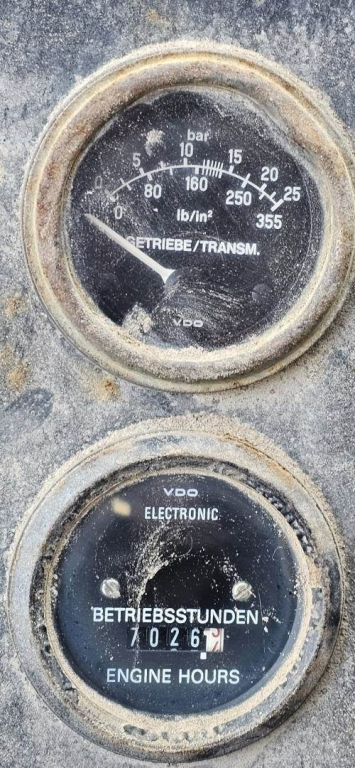 bar
0 5 10 15 20 25
0 80 160 250 355
lb/in²
GETRIEBE/TRANSM.
VDO
VDO
ELECTRONIC
BETRIEBSSTUNDEN
7026
ENGINE HOURS